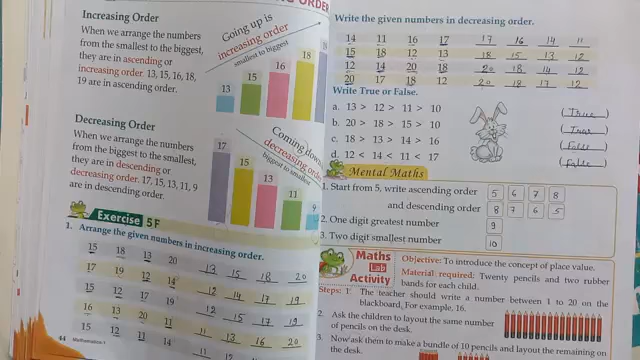 ORDER
Increasing Order
When we arrange the numbers
from the smallest to the biggest,
they are in ascending or
increasing order. 13, 15, 16, 18,
19 are in ascending order.
Going up is
increasing order
smallest to biggest
13
15
16
18
Decreasing Order
When we arrange the numbers
from the biggest to the smallest,
they are in descending or
decreasing order. 17, 15, 13, 11, 9
are in descending order.
Coming down
decreasing order
biggest to smallest
17
15
13
11
9
Exercise 5F
1. Arrange the given numbers in increasing order.
15 18 13 20 13 15 18 20
17 19 12 14 12 14 17 19
15 12 17 19 12 15 17 19
16 13 20 11 11 13 16 20
15 12 11 14 11 12
44 Mathematics-1
Write the given numbers in decreasing order.
14 11 16 17 17 16 14 11
15 18 12 13 18 15 13 12
12 14 20 18 20 18 14 12
20 17 18 12 20 18 17 12
Write True or False.
a. 13 > 12 > 11 > 10 (True)
b. 20 > 18 > 15 > 10 (True)
c. 18 > 13 > 14 > 16 (False)
d. 12 < 14 < 11 < 17 (False)
Mental Maths
1. Start from 5, write ascending order 5 6 7 8
and descending order 8 7 6 5
2. One digit greatest number 9
3. Two digit smallest number 10
Maths
Lab
Activity
Objective: To introduce the concept of place value.
Material required: Twenty pencils and two rubber
bands for each child.
Steps: 1. The teacher should write a number between 1 to 20 on the
blackboard, For example, 16.
2. Ask the children to layout the same number
of pencils on the desk.
3. Now ask them to make a bundle of 10 pencils and layout the remaining on
the desk.